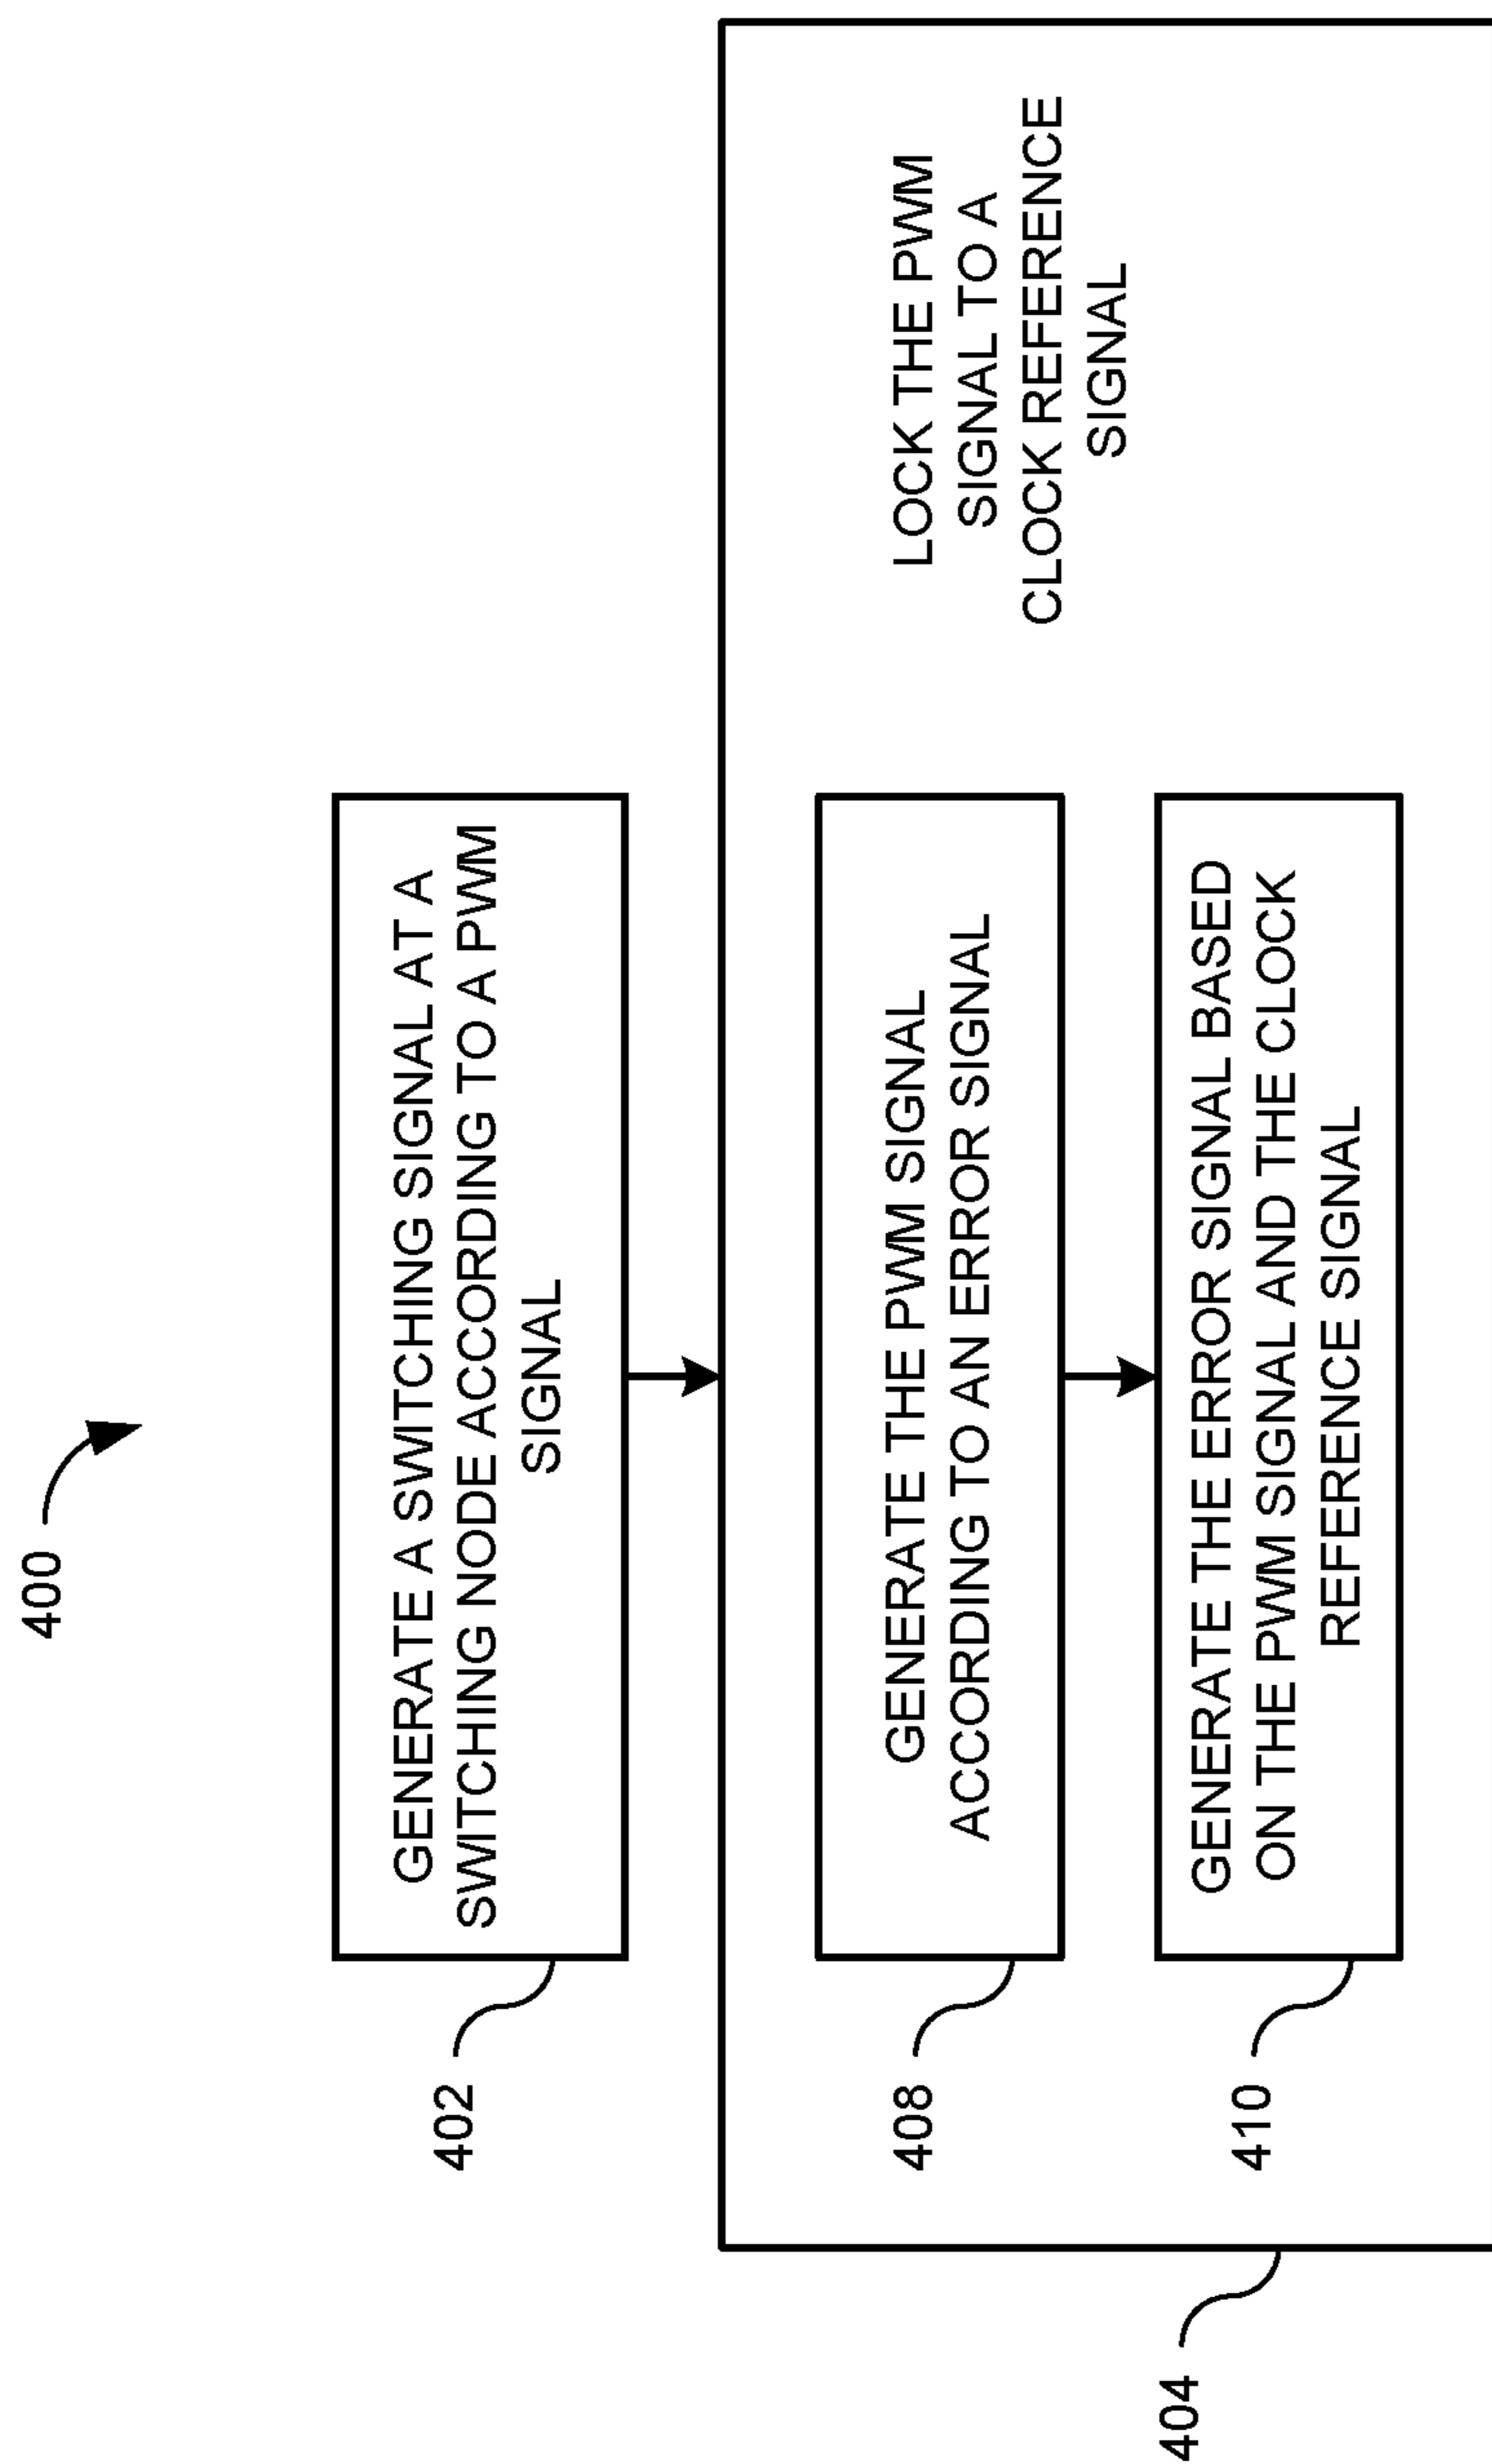 400
402
GENERATE A SWITCHING SIGNAL AT A
SWITCHING NODE ACCORDING TO A PWM
SIGNAL
404
LOCK THE PWM
SIGNAL TO A
CLOCK REFERENCE
SIGNAL
408
GENERATE THE PWM SIGNAL
ACCORDING TO AN ERROR SIGNAL
410
GENERATE THE ERROR SIGNAL BASED
ON THE PWM SIGNAL AND THE CLOCK
REFERENCE SIGNAL